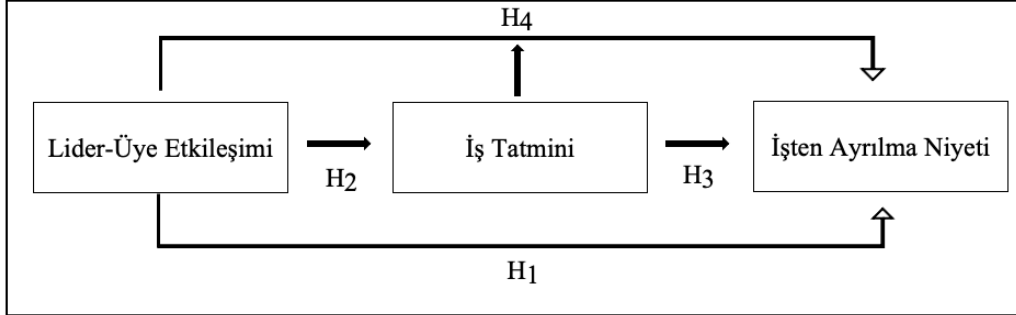 H4
Lider-Üye Etkileşimi
İş Tatmini
İşten Ayrılma Niyeti
H2
H3
H1